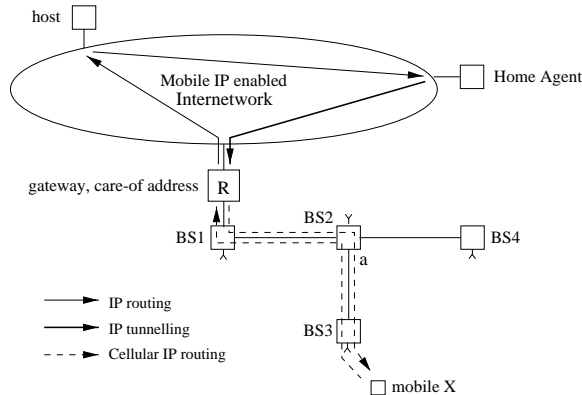 host
Mobile IP enabled
Internetwork
Home Agent
gateway, care-of address
R
BS1
BS2
BS4
a
BS3
mobile X
IP routing
IP tunnelling
Cellular IP routing